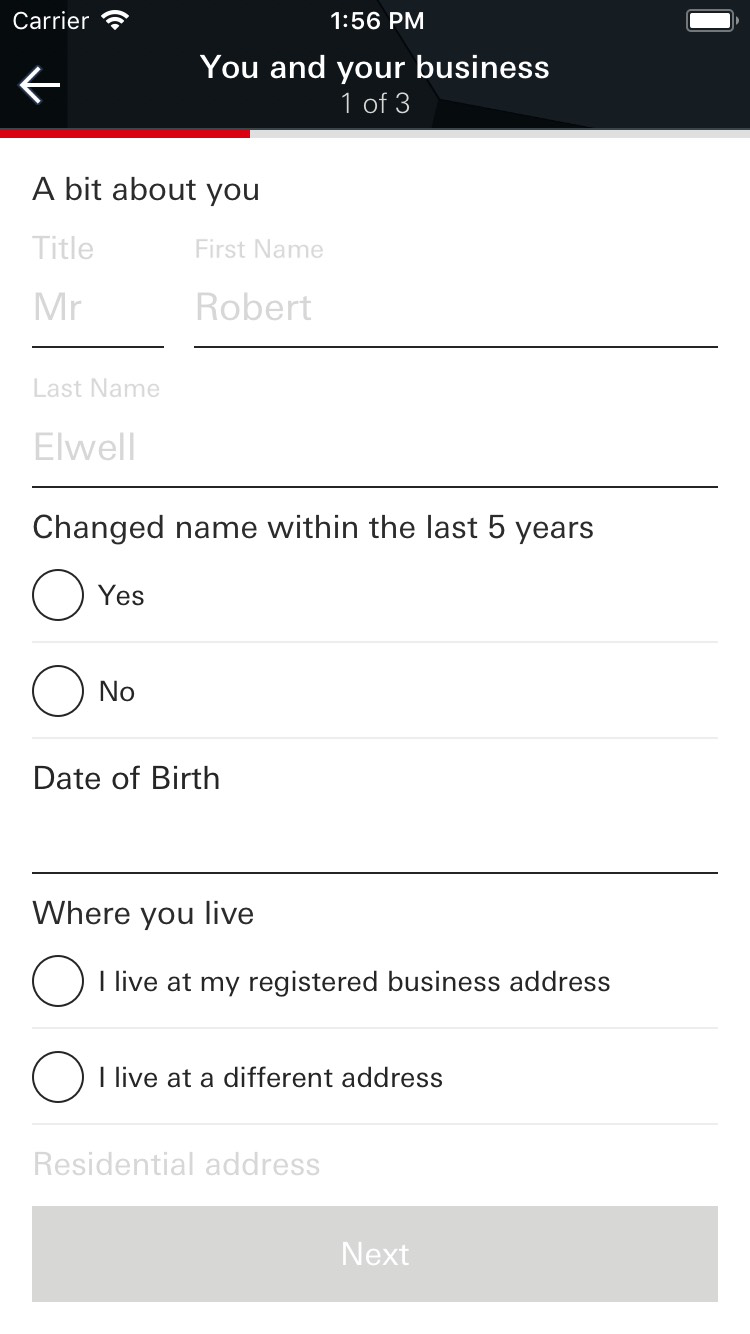 Carrier 1:56 PM
You and your business
1 of 3
A bit about you
Title First Name
Mr Robert
Last Name
Elwell
Changed name within the last 5 years
Yes
No
Date of Birth
Where you live
I live at my registered business address
I live at a different address
Residential address
Next